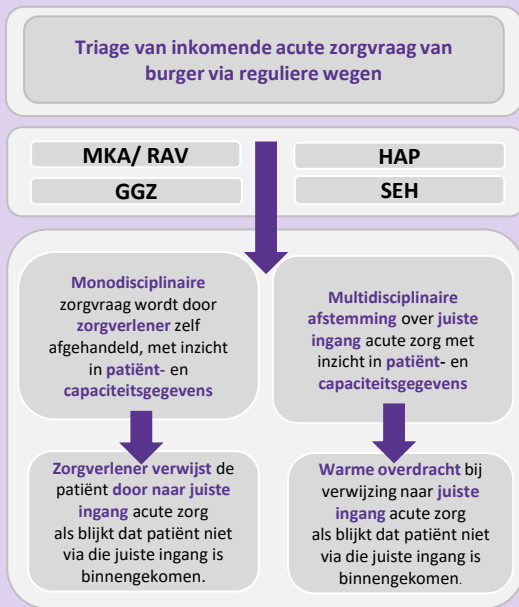 Triage van inkomende acute zorgvraag van
burger via reguliere wegen
MKA/ RAV
HAP
GGZ
SEH
Monodisciplinaire
zorgvraag wordt door
zorgverlener zelf
afgehandeld, met inzicht
in patiënt- en
capaciteitsgegevens
Multidisciplinaire
afstemming over juiste
ingang acute zorg met
inzicht in patiënt- en
capaciteitsgegevens
Zorgverlener verwijst de
patiënt door naar juiste
ingang acute zorg
als blijkt dat patiënt niet
via die juiste ingang is
binnengekomen.
Warme overdracht bij
verwijzing naar juiste
ingang acute zorg
als blijkt dat patiënt niet
via die juiste ingang is
binnengekomen.